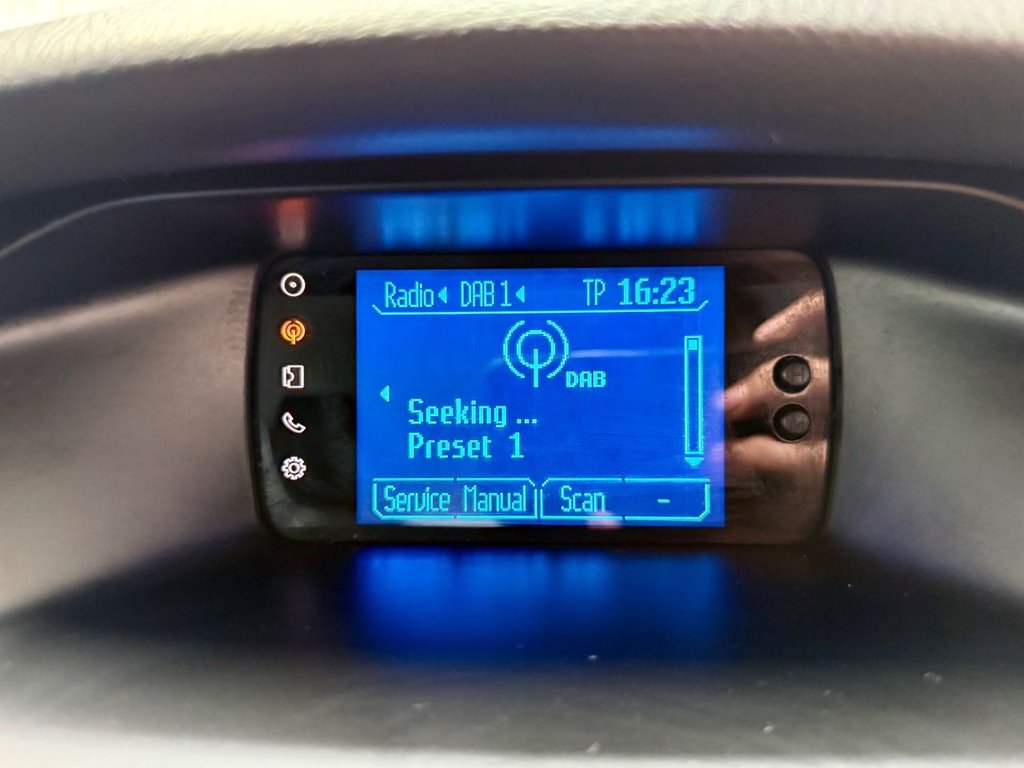 Radio DAB 1 TP 16:23
DAB
Seeking ...
Preset 1
Service Manual Scan -